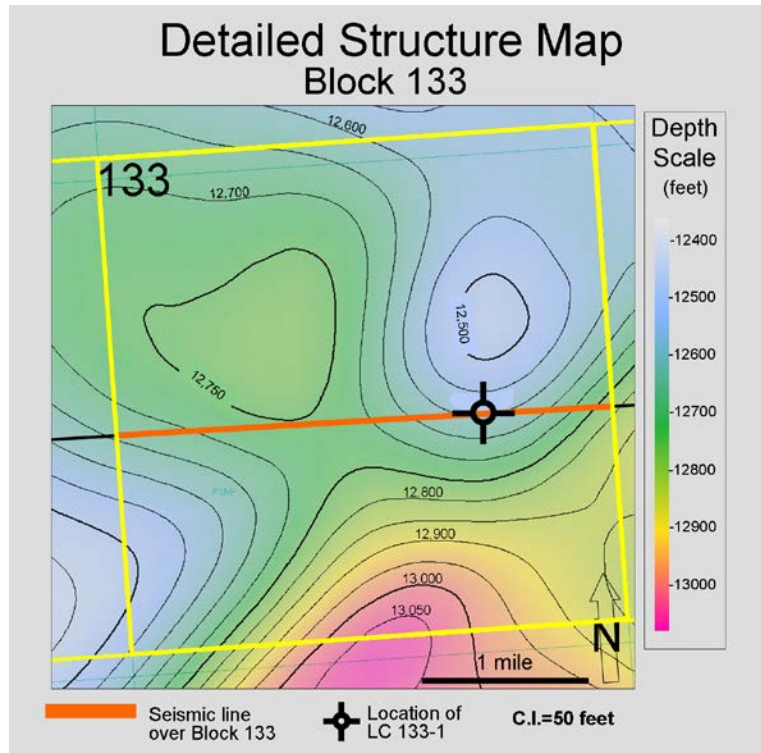 Detailed Structure Map
Block 133
133
12,600
12,700
12,500
12,750
12,800
12,900
13,000
13,050
N
1 mile
Depth
Scale
(feet)
-12400
-12500
-12600
-12700
-12800
-12900
-13000
Seismic line
over Block 133
Location of
LC 133-1
C.I.=50 feet